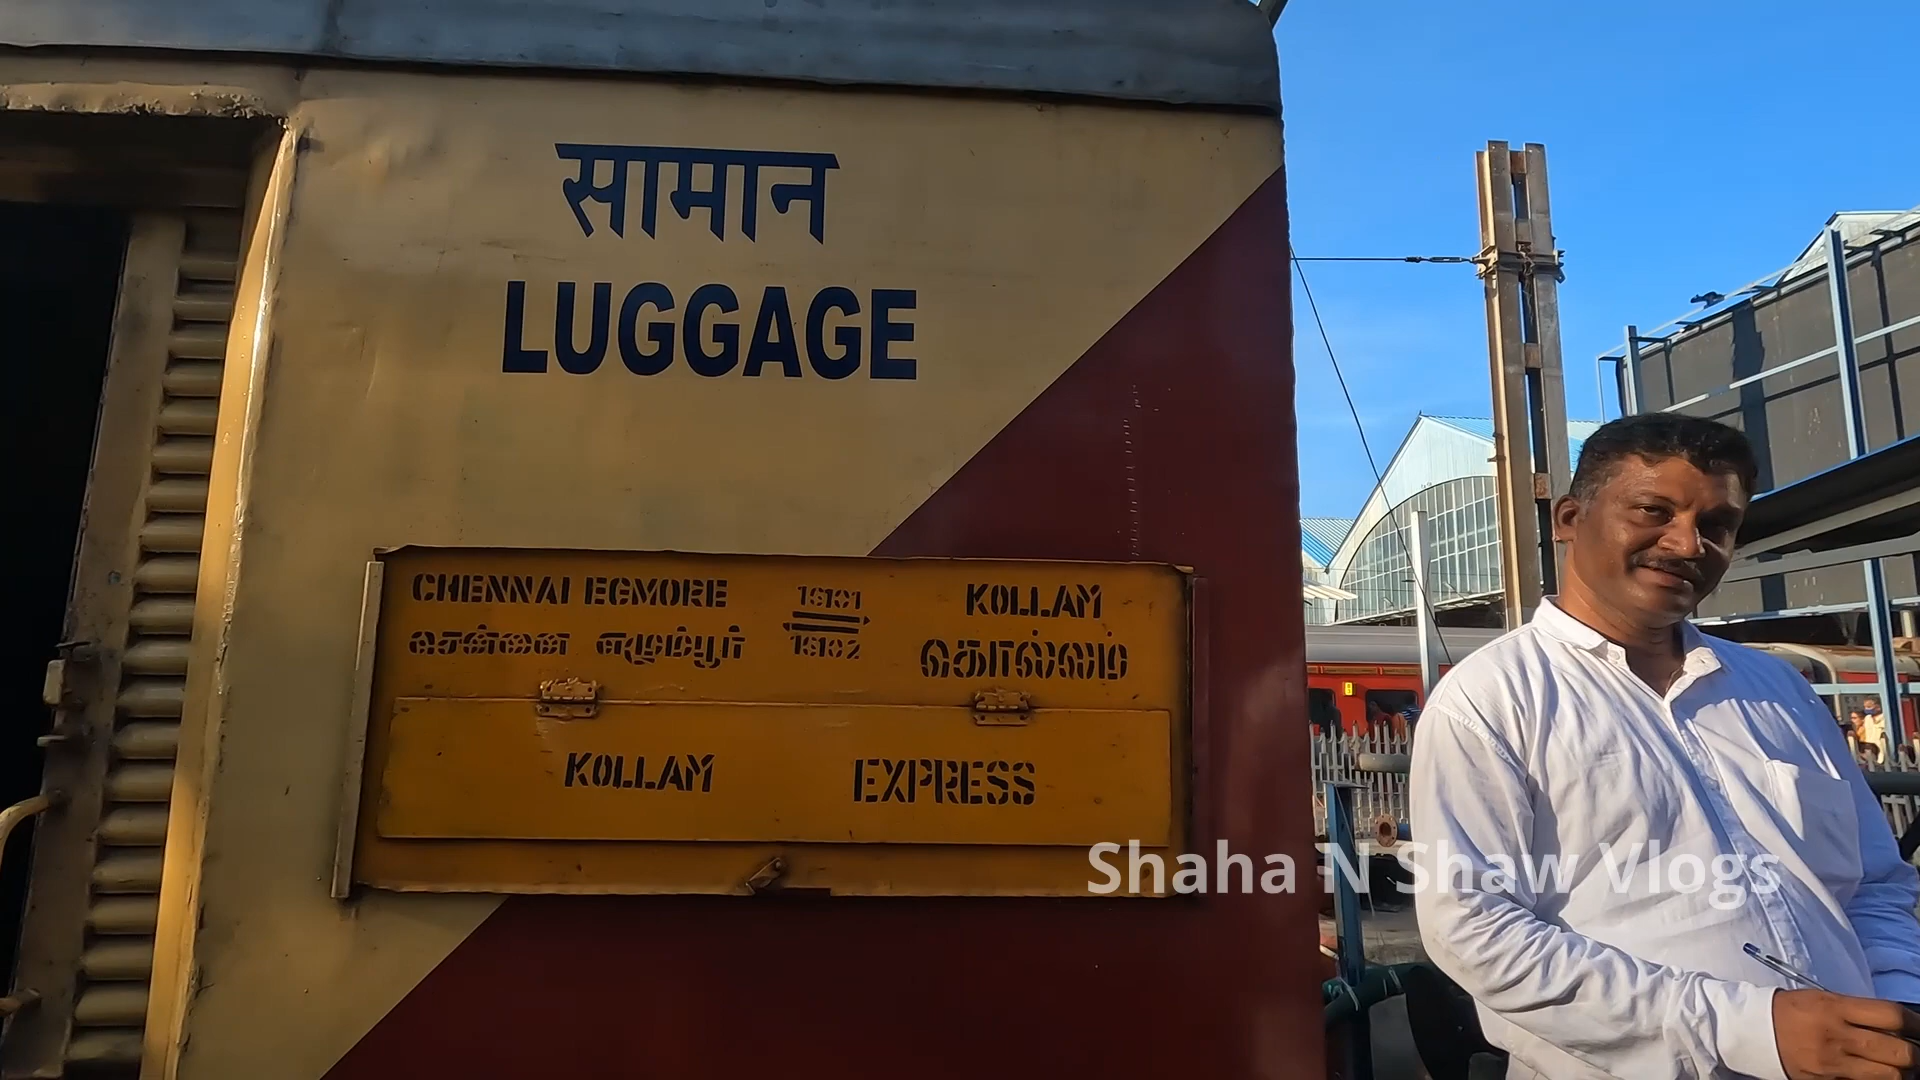 सामान
LUGGAGE
CHENNAI EGMORE 16101 KOLLAM
சென்னை எழும்பூர் 16102 கொல்லம்
KOLLAM EXPRESS
Shaha N Shaw Vlogs